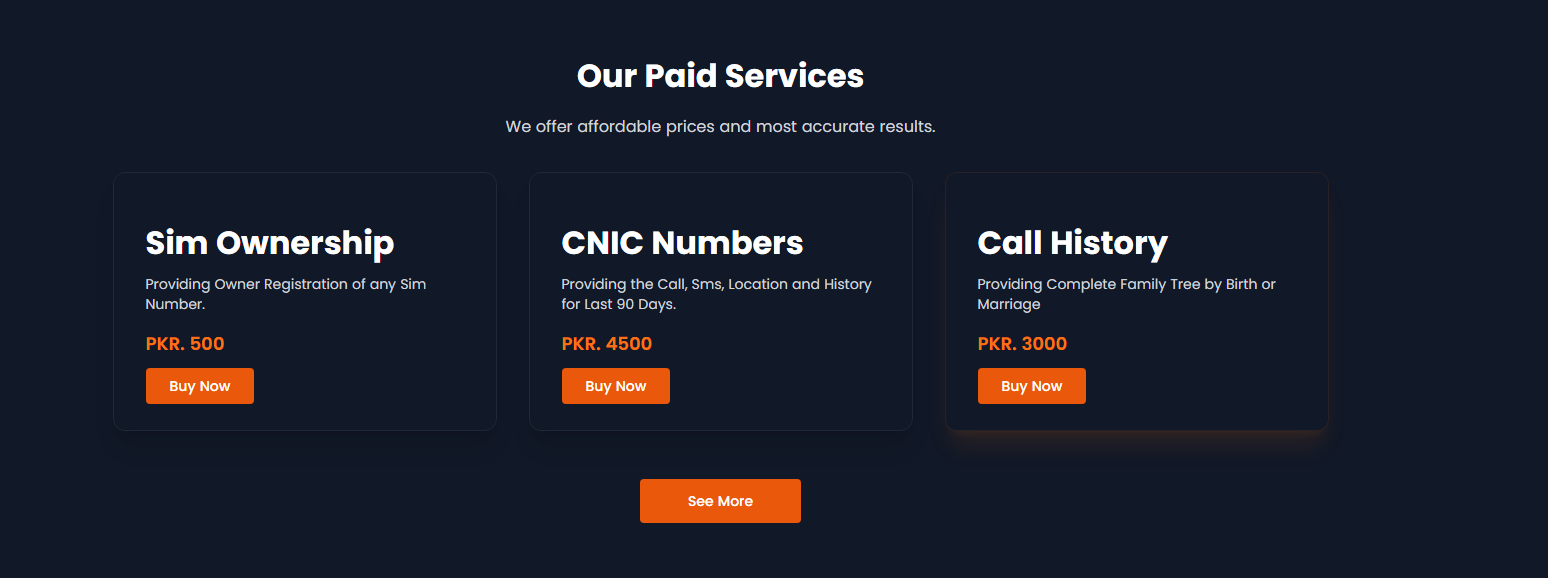 Our Paid Services
We offer affordable prices and most accurate results.
Sim Ownership
Providing Owner Registration of any Sim
Number.
PKR. 500
Buy Now
CNIC Numbers
Providing the Call, Sms, Location and History
for Last 90 Days.
PKR. 4500
Buy Now
Call History
Providing Complete Family Tree by Birth or
Marriage
PKR. 3000
Buy Now
See More